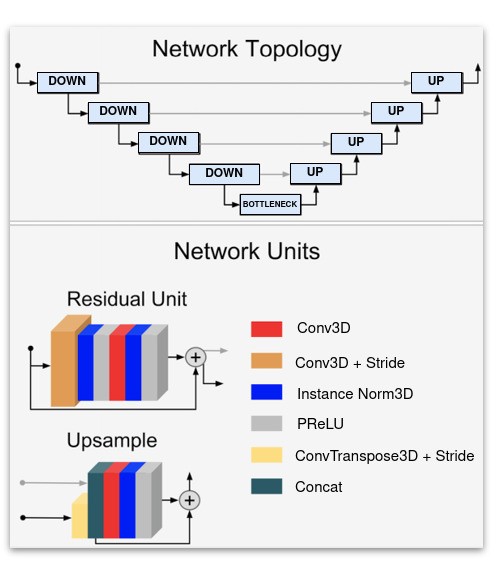 Network Topology
DOWN
UP
DOWN
UP
DOWN
UP
DOWN
UP
BOTTLENECK
Network Units
Residual Unit
Conv3D
Conv3D + Stride
Instance Norm3D
PReLU
Upsample
ConvTranspose3D + Stride
Concat